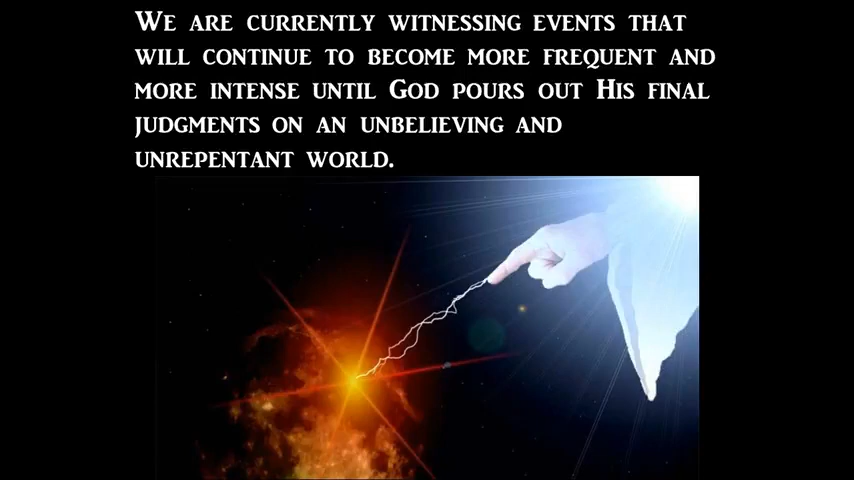 We are currently witnessing events that
will continue to become more frequent and
more intense until God pours out His final
judgments on an unbelieving and
unrepentant world.